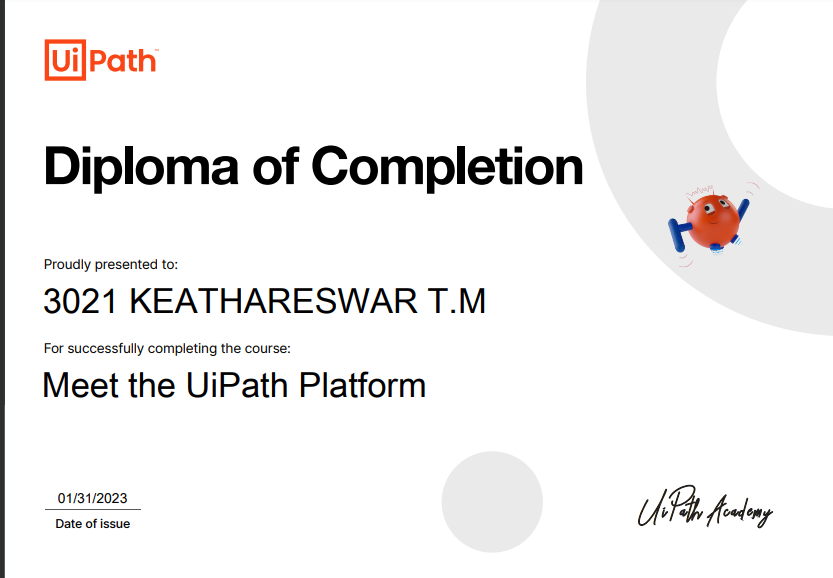 UiPath™
Diploma of Completion
Proudly presented to:
3021 KEATHARESWAR T.M
For successfully completing the course:
Meet the UiPath Platform
01/31/2023
Date of issue
UiPath Academy